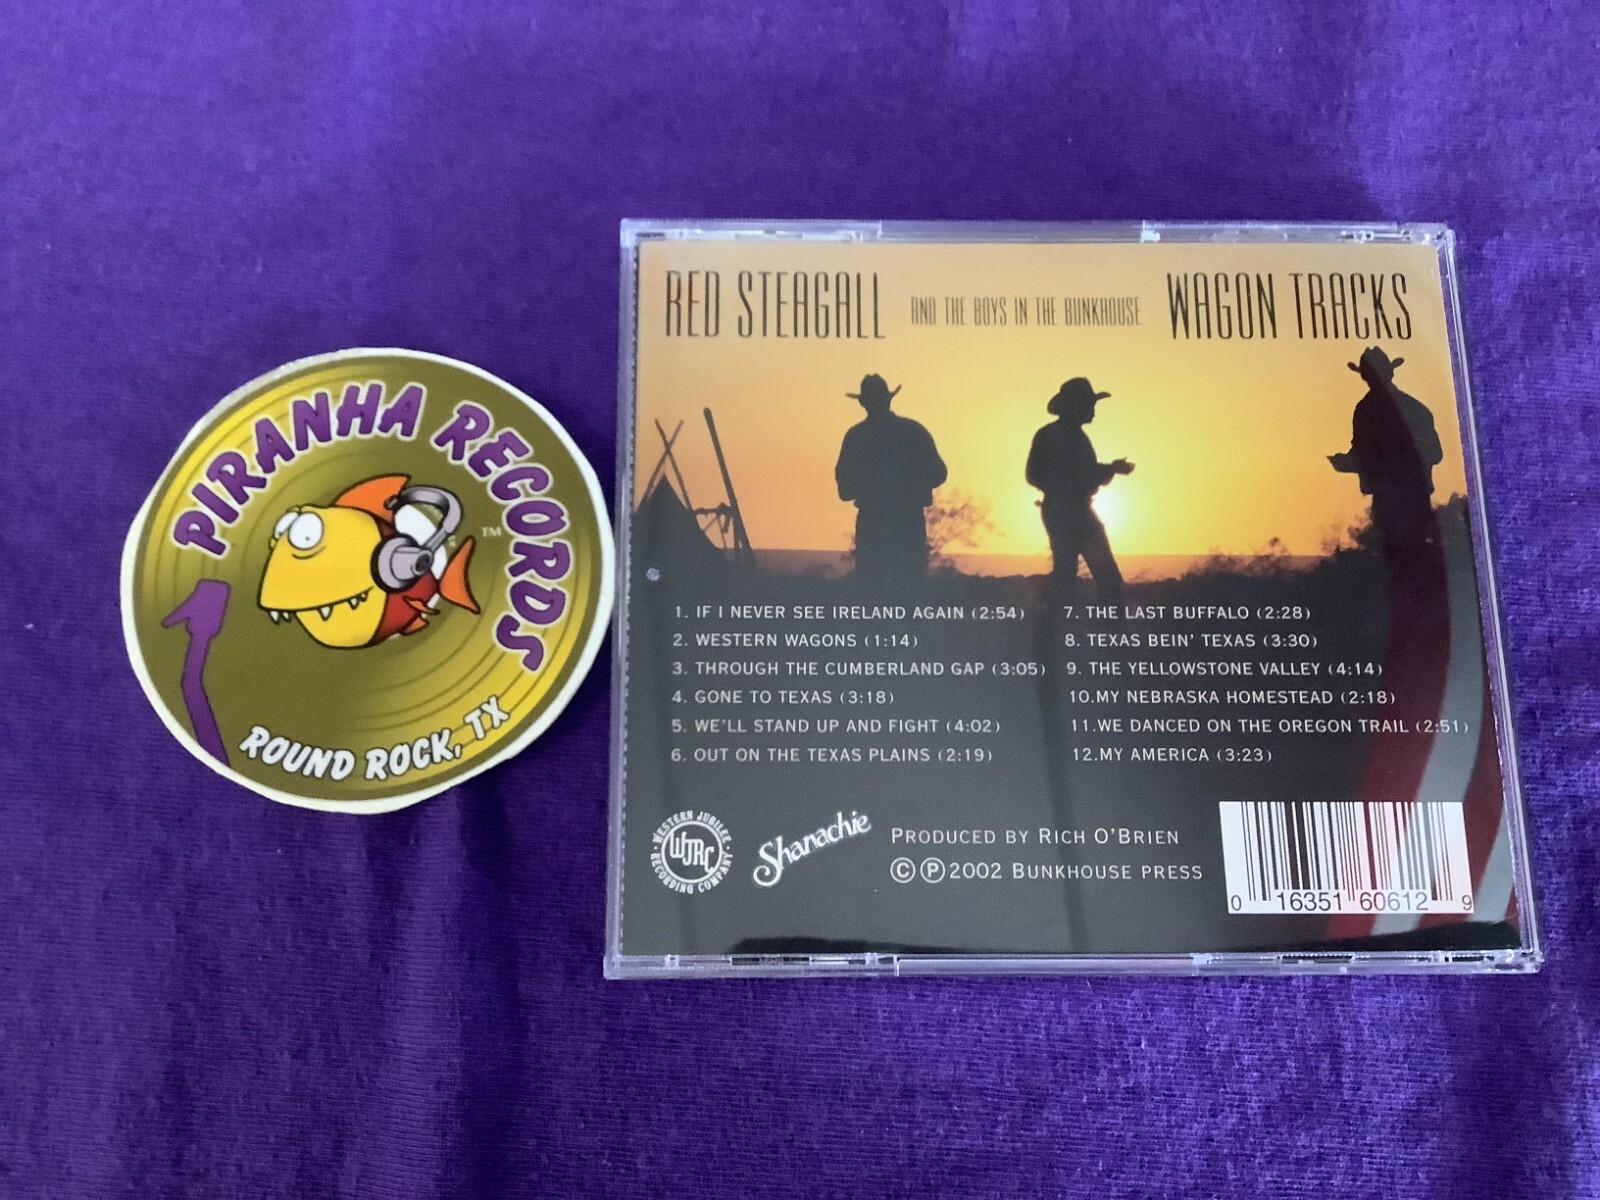 PIRANHA RECORDS
TM
ROUND ROCK, TX
RED STEAGALL AND THE BOYS IN THE BUNKHOUSE WAGON TRACKS
1. IF I NEVER SEE IRELAND AGAIN (2:54)
2. WESTERN WAGONS (1:14)
3. THROUGH THE CUMBERLAND GAP (3:05)
4. GONE TO TEXAS (3:18)
5. WE'LL STAND UP AND FIGHT (4:02)
6. OUT ON THE TEXAS PLAINS (2:19)
7. THE LAST BUFFALO (2:28)
8. TEXAS BEIN' TEXAS (3:30)
9. THE YELLOWSTONE VALLEY (4:14)
10.MY NEBRASKA HOMESTEAD (2:18)
11.WE DANCED ON THE OREGON TRAIL (2:51)
12.MY AMERICA (3:23)
WESTERN JUBILEE
WJRC
RECORDING COMPANY
Shanachie
PRODUCED BY RICH O'BRIEN
©℗2002 BUNKHOUSE PRESS
0 16351 60612 9